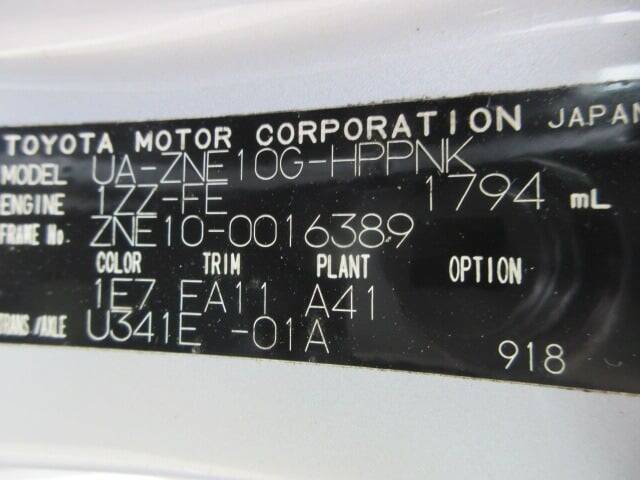 TOYOTA MOTOR CORPORATION JAPAN
MODEL UA-ZNE10G-HPPNK
ENGINE 1ZZ-FE 1794 mL
FRAME No. ZNE10-0016389
COLOR TRIM PLANT OPTION
1E7 FA11 A41
TRANS/AXLE U341E -01A
918